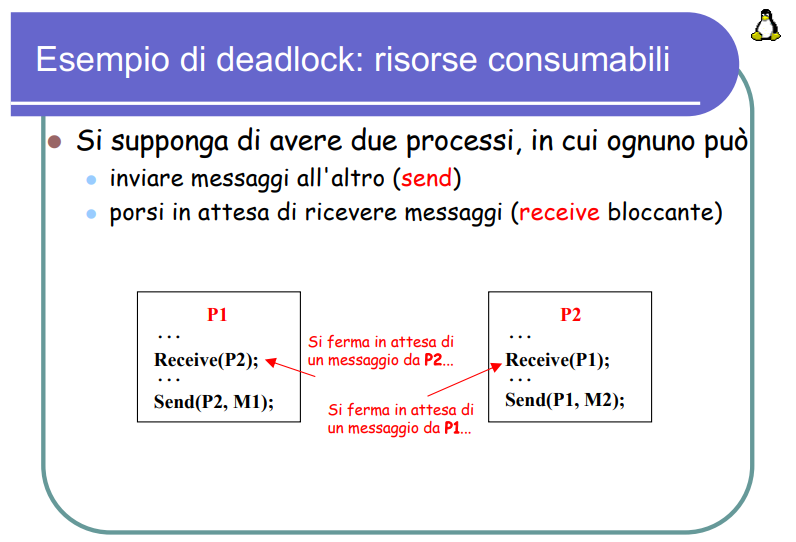 Esempio di deadlock: risorse consumabili
Si supponga di avere due processi, in cui ognuno può
inviare messaggi all'altro (send)
porsi in attesa di ricevere messaggi (receive bloccante)
P1
...
Receive(P2);
...
Send(P2, M1);
Si ferma in attesa di
un messaggio da P2...
Si ferma in attesa di
un messaggio da P1...
P2
...
Receive(P1);
...
Send(P1, M2);